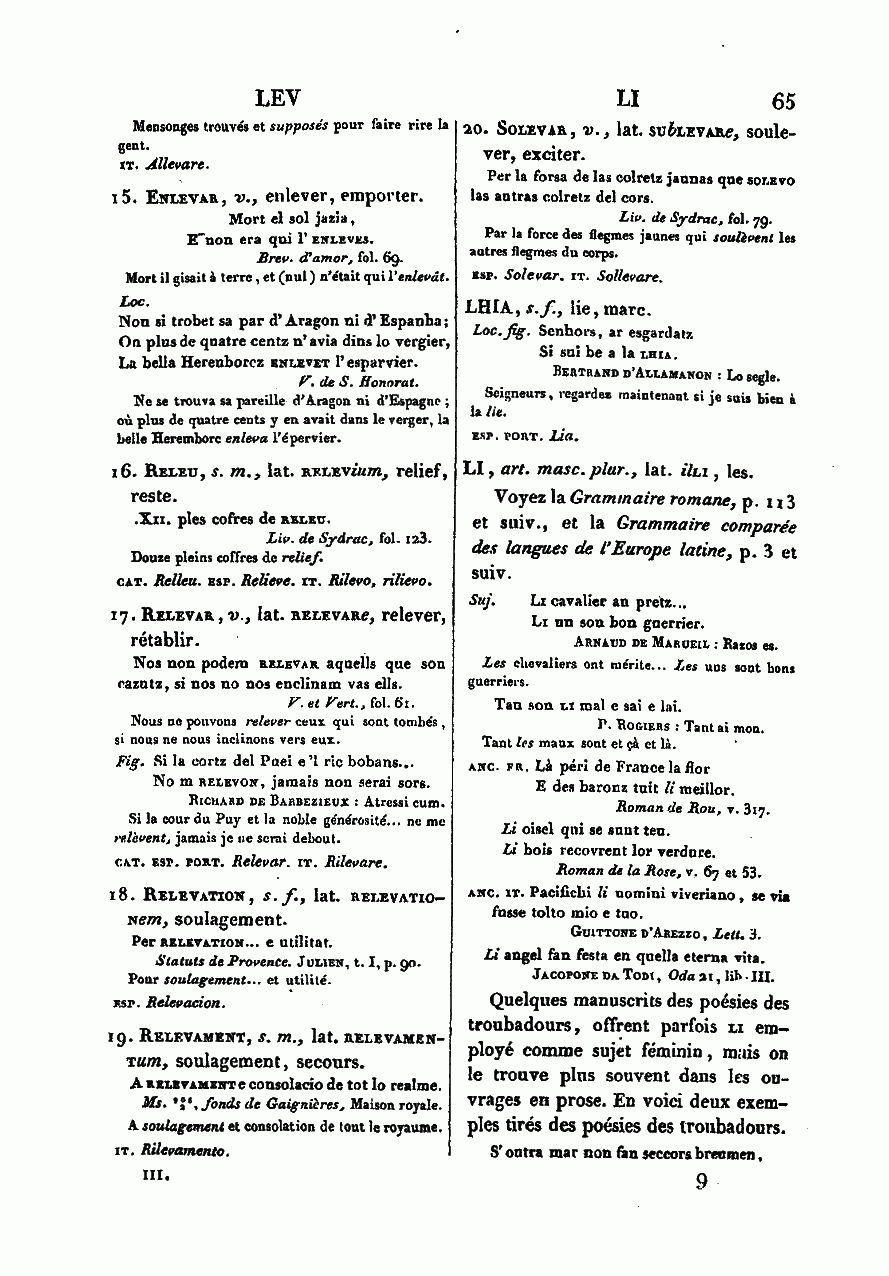 LEV
LI
65
Mensonges trouvés et supposés pour faire rire la
gent.
IT. Allevare.
15. ENLEVAR, v., enlever, emporter.
Mort el sol jazia,
E non era qui l' ENLEVES.
Brev. d'amor, fol. 69.
Mort il gisait à terre, et (nul) n'était qui l'enlevât.
Loc.
Non si trobet sa par d'Aragon ni d'Espanha;
On plus de quatre centz n'avia dins lo vergier,
La bella Herenborcz ENLEVET l'esparvier.
V. de S. Honorat.
Ne se trouva sa pareille d'Aragon ni d'Espagne;
où plus de quatre cents y en avait dans le verger, la
belle Heremborc enleva l'épervier.
16. RELEU, s. m., lat. RELEVium, relief,
reste.
.XII. ples cofres de RELEU.
Liv. de Sydrac, fol. 123.
Douze pleins coffres de relief.
CAT. Relleu. ESP. Relieve. IT. Rilevo, rilievo.
17. RELEVAR, v., lat. RELEVARe, relever,
rétablir.
Nos non podem RELEVAR aquells que son
cazutz, si nos no nos enclinam vas ells.
V. et Vert., fol. 61.
Nous ne pouvons relever ceux qui sont tombés,
si nous ne nous inclinons vers eux.
Fig. Si la cortz del Puei e'l ric bobans...
No m RELEVON, jamais non serai sors.
RICHARD DE BARBEZIEUX : Atressi cum.
Si la cour du Puy et la noble générosité... ne me
relèvent, jamais je ne serai debout.
CAT. ESP. PORT. Relevar. IT. Rilevare.
18. RELEVATION, s. f., lat. RELEVATIO-
Nem, soulagement.
Per RELEVATION... e utilitat.
Statuts de Provence. JULIEN, t. I, p. 90.
Pour soulagement... et utilité.
ESP. Relevacion.
19. RELEVAMENT, s. m., lat. RELEVAMEN-
Tum, soulagement, secours.
A RELEVAMENT e consolacio de tot lo realme.
Ms. fonds de Gaignières, Maison royale.
A soulagement et consolation de tout le royaume.
IT. Rilevamento.
III.
20. SOLEVAR, v., lat. SUbLEVARe, soule-
ver, exciter.
Per la forsa de las colretz jaunas que SOLEVO
las autras colretz del cors.
Liv. de Sydrac, fol. 79.
Par la force des flegmes jaunes qui soulèvent les
autres flegmes du corps.
ESP. Solevar. IT. Sollevare.
LHIA, s. f., lie, marc.
Loc. fig. Senhors, ar esgardatz
Si sui be a la LHIA.
BERTRAND D'ALLAMANON : Lo segle.
Seigneurs, regardez maintenant si je suis bien à
la lie.
ESP. PORT. Lia.
LI, art. masc. plur., lat. ilLI, les.
Voyez la Grammaire romane, p. 113
et suiv., et la Grammaire comparée
des langues de l'Europe latine, p. 3 et
suiv.
Suj. LI cavalier an pretz...
LI un son bon guerrier.
ARNAUD DE MARUEIL : Razos es.
Les chevaliers ont mérite... Les uns sont bons
guerriers.
Tan son LI mal e sai e lai.
P. ROGIERS : Tant ai mon.
Tant les maux sont et çà et là.
ANC. FR. Là péri de France la flor
E des baronz tuit li meillor.
Roman de Rou, v. 317.
Li oisel qui se sunt teu.
Li bois recovrent lor verdure.
Roman de la Rose, v. 67 et 53.
ANC. IT. Pacifichi li uomini viveriano, se via
fusse tolto mio e tuo.
GUITTONE D'AREZZO, Lett. 3.
Li angel fan festa en quella eterna vita.
JACOPONE DA TODI, Oda 21, lib. III.
Quelques manuscrits des poésies des
troubadours, offrent parfois LI em-
ployé comme sujet féminin, mais on
le trouve plus souvent dans les ou-
vrages en prose. En voici deux exem-
ples tirés des poésies des troubadours.
S'outra mar non fan secors breumen,
9